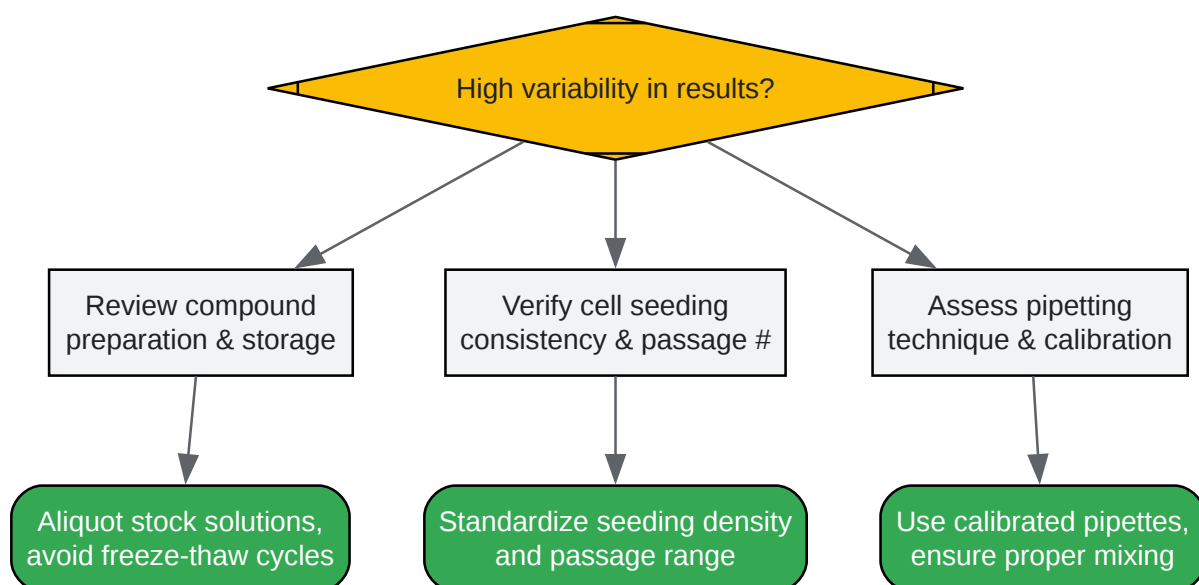 High variability in results?
Review compound
preparation & storage
Verify cell seeding
consistency & passage #
Assess pipetting
technique & calibration
Aliquot stock solutions,
avoid freeze-thaw cycles
Standardize seeding density
and passage range
Use calibrated pipettes,
ensure proper mixing